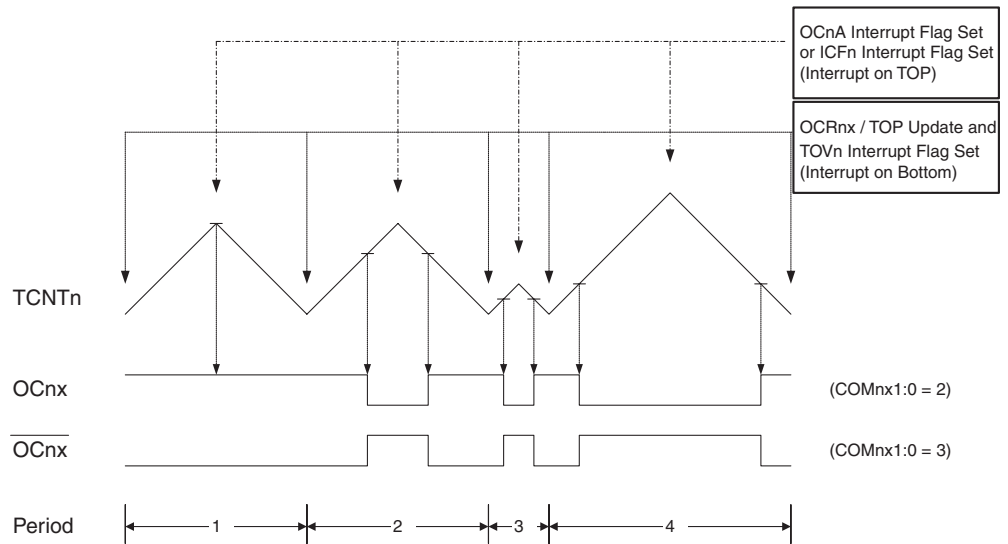 OCnA Interrupt Flag Set
or ICFn Interrupt Flag Set
(Interrupt on TOP)
OCRnx / TOP Update and
TOVn Interrupt Flag Set
(Interrupt on Bottom)
TCNTn
OCnx
(COMnx1:0 = 2)
OCnx
(COMnx1:0 = 3)
Period
1
2
3
4